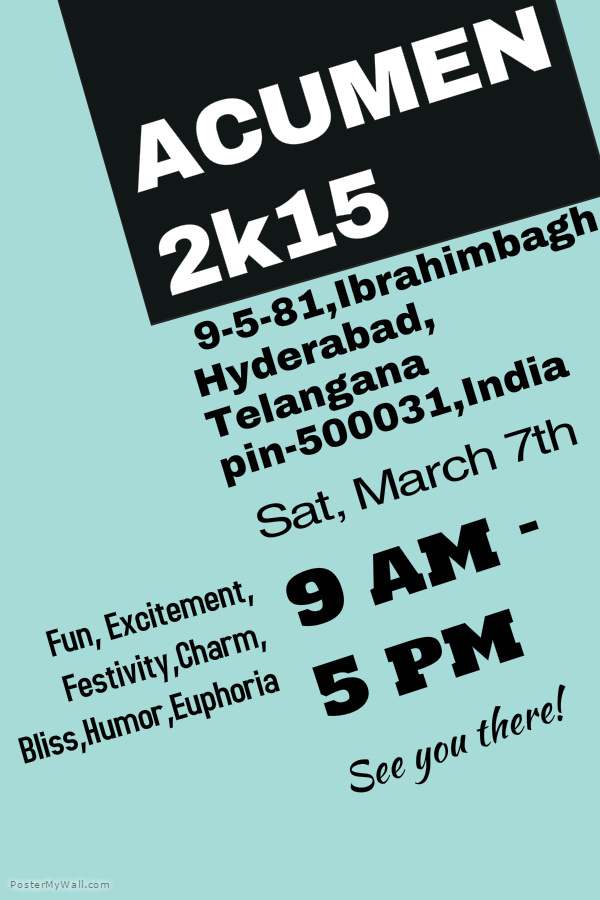 ACUMEN
2k15
9-5-81,Ibrahimbagh
Hyderabad,
Telangana
pin-500031,India
Sat, March 7th
9 AM -
5 PM
Fun, Excitement,
Festivity,Charm,
Bliss,Humor,Euphoria
See you there!
PosterMyWall.com